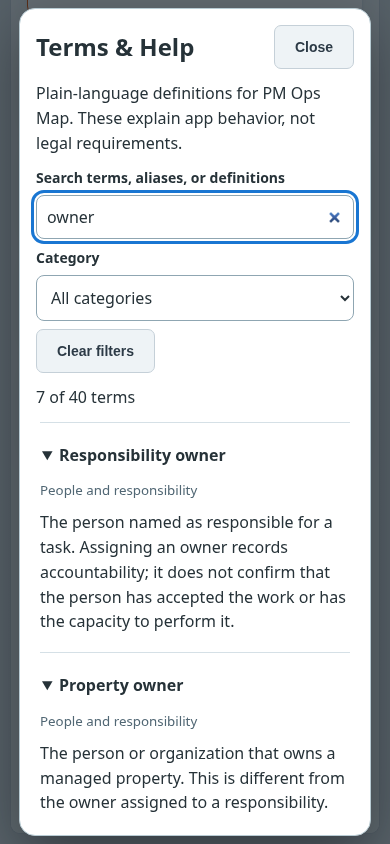 Terms & Help
Close
Plain-language definitions for PM Ops
Map. These explain app behavior, not
legal requirements.
Search terms, aliases, or definitions
owner
Category
All categories
Clear filters
7 of 40 terms
▼ Responsibility owner
People and responsibility
The person named as responsible for a
task. Assigning an owner records
accountability; it does not confirm that
the person has accepted the work or has
the capacity to perform it.
▼ Property owner
People and responsibility
The person or organization that owns a
managed property. This is different from
the owner assigned to a responsibility.